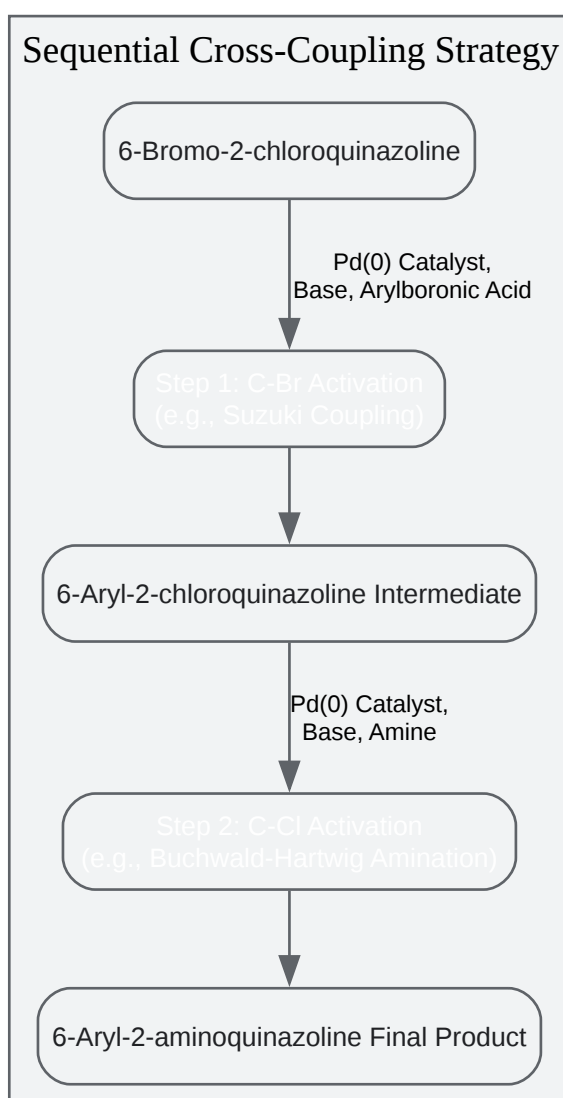 Sequential Cross-Coupling Strategy
6-Bromo-2-chloroquinazoline
Pd(0) Catalyst,
Base, Arylboronic Acid
Step 1: C-Br Activation
(e.g., Suzuki Coupling)
6-Aryl-2-chloroquinazoline Intermediate
Pd(0) Catalyst,
Base, Amine
Step 2: C-Cl Activation
(e.g., Buchwald-Hartwig Amination)
6-Aryl-2-aminoquinazoline Final Product